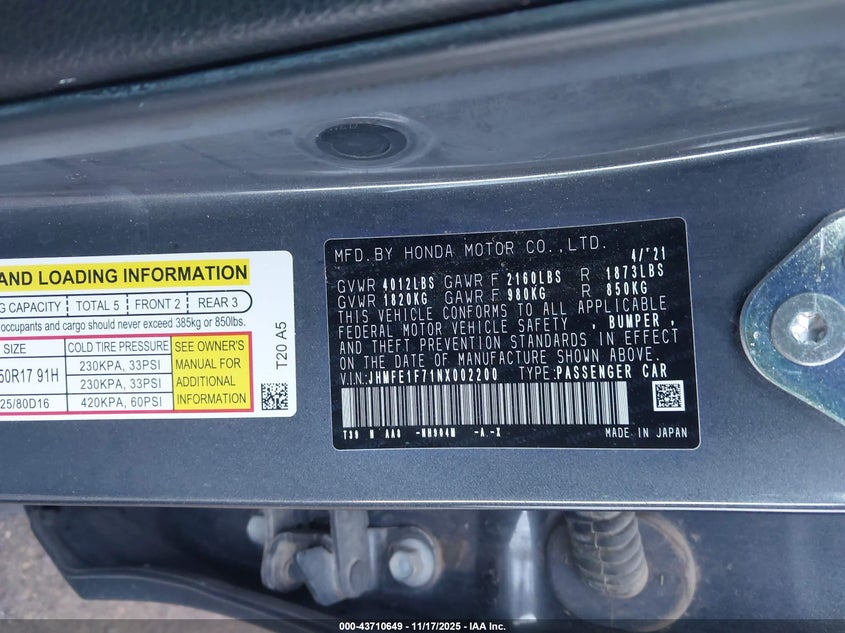 AND LOADING INFORMATION
G CAPACITY TOTAL 5 FRONT 2 REAR 3
occupants and cargo should never exceed 385kg or 850lbs.
SIZE COLD TIRE PRESSURE SEE OWNER'S MANUAL FOR ADDITIONAL INFORMATION
50R17 91H 230KPA, 33PSI
230KPA, 33PSI
25/80D16 420KPA, 60PSI
T20 A5
MFD.BY HONDA MOTOR CO.,LTD. 4/'21
GVWR 4012LBS GAWR F 2160LBS R 1873LBS
GVWR 1820KG GAWR F 980KG R 850KG
THIS VEHICLE CONFORMS TO ALL APPLICABLE
FEDERAL MOTOR VEHICLE SAFETY , BUMPER,
AND THEFT PREVENTION STANDARDS IN EFFECT
ON THE DATE OF MANUFACTURE SHOWN ABOVE.
V.I.N:JHMFE1F71NX002200 TYPE:PASSENGER CAR
-A.-X
MADE IN JAPAN
000-43710649 - 11/17/2025 - IAA Inc.